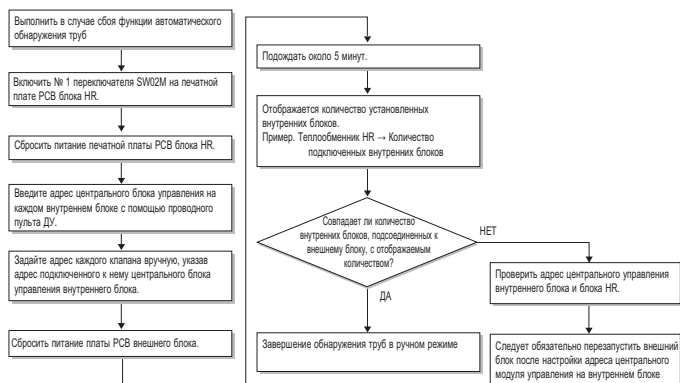 Выполнить в случае сбоя функции автоматического
обнаружения труб
Включить № 1 переключателя SW02M на печатной
плате PCB блока HR.
Сбросить питание печатной платы PCB блока HR.
Введите адрес центрального блока управления на
каждом внутреннем блоке с помощью проводного
пульта ДУ.
Задайте адрес каждого клапана вручную, указав
адрес подключенного к нему центрального блока
управления внутреннего блока.
Сбросить питание платы PCB внешнего блока.
Подождать около 5 минут.
Отображается количество установленных
внутренних блоков.
Пример. Теплообменник HR → Количество
подключенных внутренних блоков
Совпадает ли количество
внутренних блоков, подсоединенных к
внешнему блоку, с отображаемым
количеством?
НЕТ
ДА
Завершение обнаружения труб в ручном режиме
Проверить адрес центрального управления
внутреннего блока и блока HR.
Следует обязательно перезапустить внешний
блок после настройки адреса центрального
модуля управления на внутреннем блоке